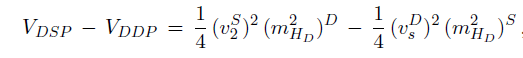 V_{DSP} − V_{DDP} = \frac{1}{4} (v_2^S)^2 (m_{H_D}^2)^D − \frac{1}{4} (v_s^D)^2 (m_{H_D}^2)^S ,